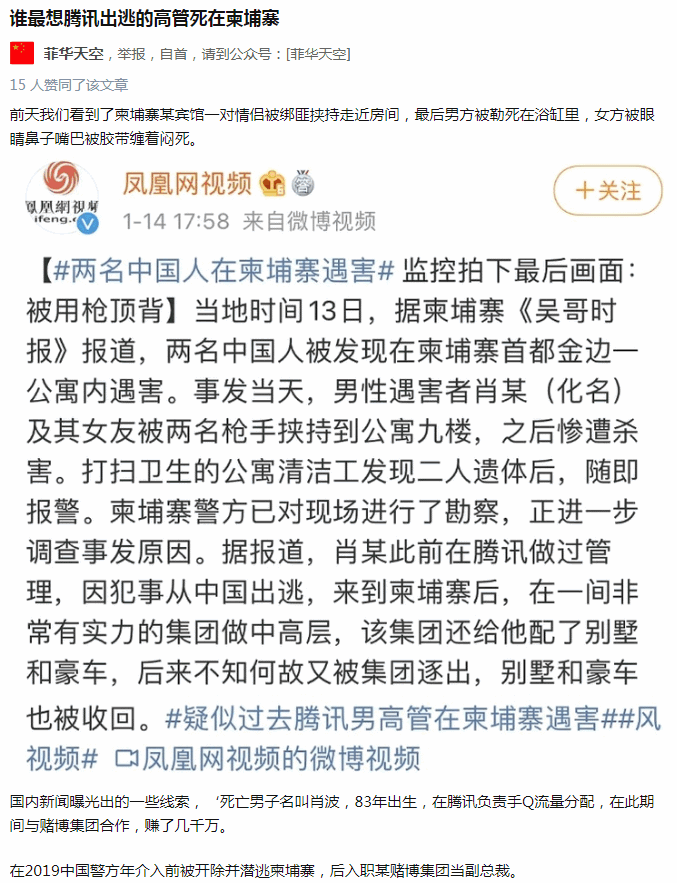 谁最想腾讯出逃的高管死在柬埔寨
菲华天空，举报，自首，请到公众号：[菲华天空]
15 人赞同了该文章
前天我们看到了柬埔寨某宾馆一对情侣被绑匪挟持走近房间，最后男方被勒死在浴缸里，女方被眼
睛鼻子嘴巴被胶带缠着闷死。
凤凰网视频
凰凰網視頻
ifeng.c
＋关注
1-14 17:58 来自微博视频
【#两名中国人在柬埔寨遇害# 监控拍下最后画面：
被用枪顶背】当地时间13日，据柬埔寨《吴哥时
报》报道，两名中国人被发现在柬埔寨首都金边一
公寓内遇害。事发当天，男性遇害者肖某（化名）
及其女友被两名枪手挟持到公寓九楼，之后惨遭杀
害。打扫卫生的公寓清洁工发现二人遗体后，随即
报警。柬埔寨警方已对现场进行了勘察，正进一步
调查事发原因。据报道，肖某此前在腾讯做过管
理，因犯事从中国出逃，来到柬埔寨后，在一间非
常有实力的集团做中高层，该集团还给他配了别墅
和豪车，后来不知何故又被集团逐出，别墅和豪车
也被收回。#疑似过去腾讯男高管在柬埔寨遇害##风
视频# 凤凰网视频的微博视频
国内新闻曝光出的一些线索，‘死亡男子名叫肖波，83年出生，在腾讯负责手Q流量分配，在此期
间与赌博集团合作，赚了几千万。
在2019中国警方年介入前被开除并潜逃柬埔寨，后入职某赌博集团当副总裁。